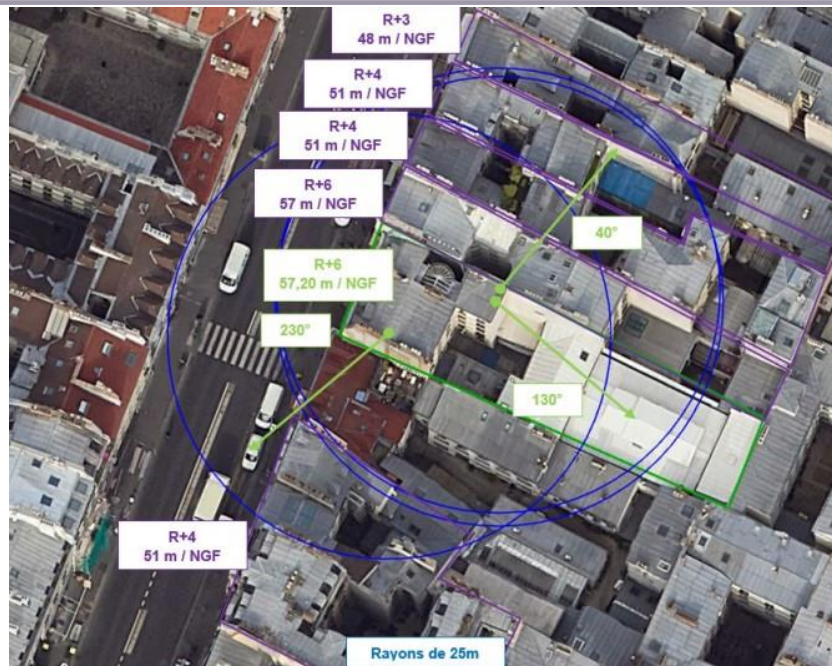 R+3
48 m / NGF
R+4
51 m / NGF
R+4
51 m / NGF
R+6
57 m / NGF
40°
R+6
57,20 m / NGF
230°
130°
R+4
51 m / NGF
Rayons de 25m